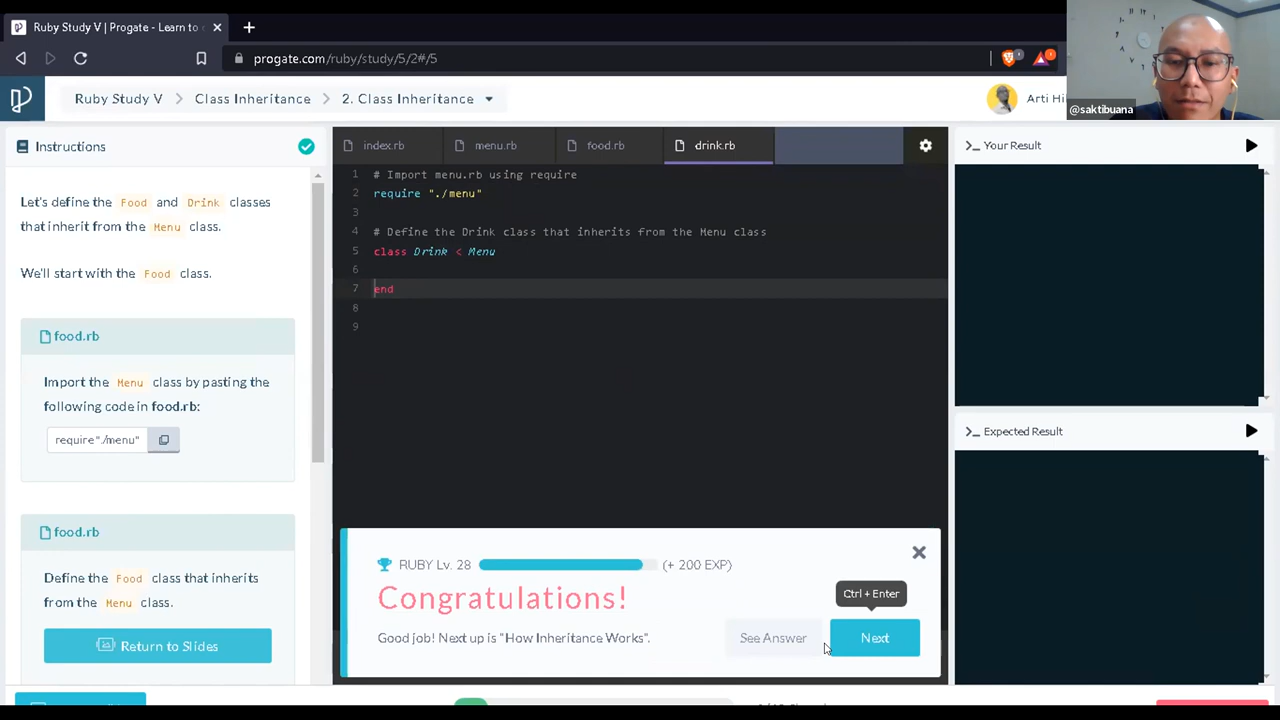 Ruby Study V | Progate - Learn to
progate.com/ruby/study/5/2#/5
@saktibuana
Ruby Study V
Class Inheritance
2. Class Inheritance
Arti Hi
Instructions
Let's define the Food and Drink classes
that inherit from the Menu class.
We'll start with the Food class.
food.rb
Import the Menu class by pasting the
following code in food.rb:
require "./menu"
food.rb
Define the Food class that inherits
from the Menu class.
Return to Slides
index.rb
menu.rb
food.rb
drink.rb
1 # Import menu.rb using require
2 require "./menu"
3
4 # Define the Drink class that inherits from the Menu class
5 class Drink < Menu
6
7 end
8
9
RUBY Lv. 28
(+ 200 EXP)
Congratulations!
Ctrl + Enter
Good job! Next up is "How Inheritance Works".
See Answer
Next
>_ Your Result
>_ Expected Result